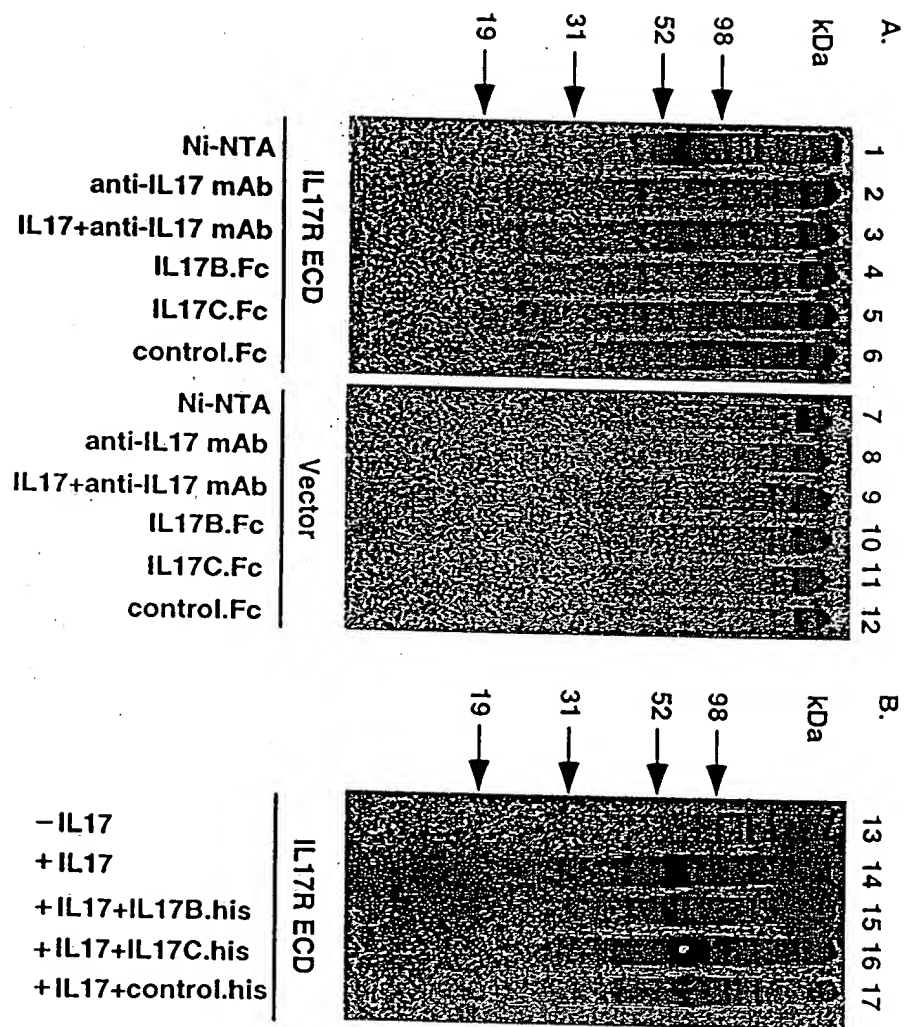 A.
kDa
98
52
31
19
1
2
3
4
5
6
7
8
9
10
11
12
Ni-NTA
anti-IL17 mAb
IL17+anti-IL17 mAb
IL17B.Fc
IL17C.Fc
control.Fc
IL17R ECD
Ni-NTA
anti-IL17 mAb
IL17+anti-IL17 mAb
IL17B.Fc
IL17C.Fc
control.Fc
Vector
B.
kDa
98
52
31
19
13
14
15
16
17
-IL17
+IL17
+IL17+IL17B.his
+IL17+IL17C.his
+IL17+control.his
IL17R ECD